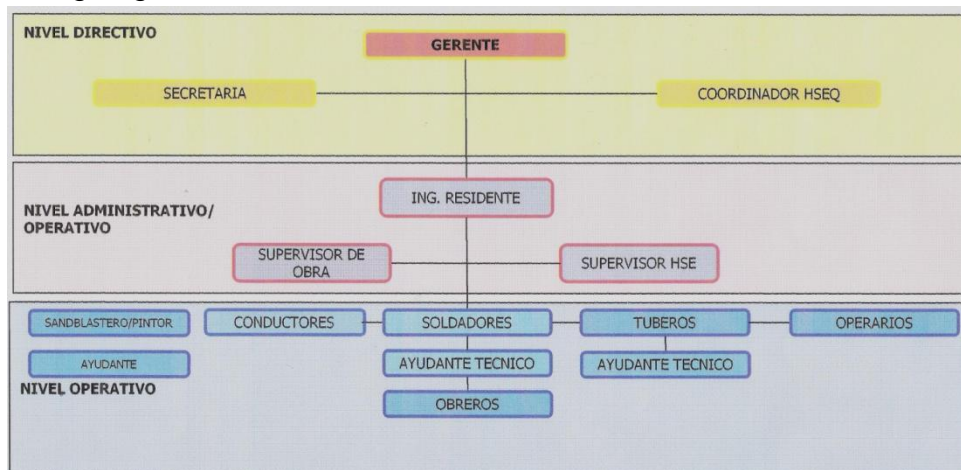 NIVEL DIRECTIVO
GERENTE
SECRETARIA
COORDINADOR HSEQ
NIVEL ADMINISTRATIVO/
OPERATIVO
ING. RESIDENTE
SUPERVISOR DE
OBRA
SUPERVISOR HSE
SANDBLASTERO/PINTOR
CONDUCTORES
SOLDADORES
TUBEROS
OPERARIOS
AYUDANTE
AYUDANTE TECNICO
AYUDANTE TECNICO
NIVEL OPERATIVO
OBREROS